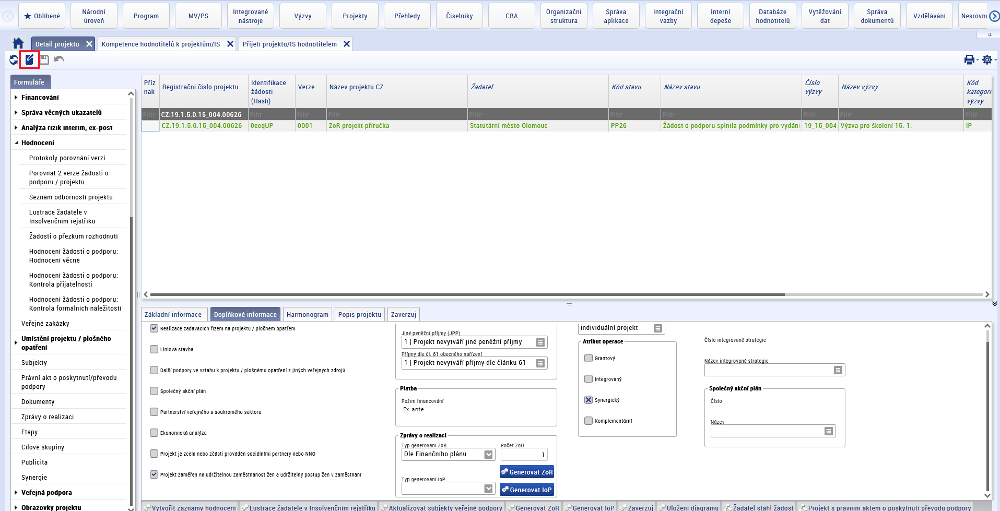 Oblíbené
Národní
úroveň
Program
MV/PS
Integrované
nástroje
Výzvy
Projekty
Přehledy
Číselníky
CBA
Organizační
struktura
Správa
aplikace
Integrační
vazby
Interní
depeše
Databáze
hodnotitelů
Vytěžování
dat
Správa
dokumentů
Vzdělávání
Nesrovna
Detail projektu
Kompetence hodnotitelů k projektům/IS
Přijetí projektu/IS hodnotitelem
Formuláře
Financování
Správa věcných ukazatelů
Analýza rizik interim, ex-post
Hodnocení
Protokoly porovnání verzí
Porovnat 2 verze žádosti o
podporu / projektu
Seznam odborností projektu
Lustrace žadatele v
Insolvenčním rejstříku
Žádosti o přezkum rozhodnutí
Hodnocení žádosti o podporu:
Hodnocení věcné
Hodnocení žádosti o podporu:
Kontrola přijatelnosti
Hodnocení žádosti o podporu:
Kontrola formálních náležitostí
Veřejné zakázky
Umístění projektu / plošného
opatření
Subjekty
Právní akt o poskytnutí/převodu
podpory
Dokumenty
Zprávy o realizaci
Etapy
Cílové skupiny
Publicita
Synergie
Veřejná podpora
Obrazovky projektu
Příz
nak
Registrační číslo projektu
Identifikace
žádosti
(Hash)
Verze
Název projektu CZ
Žadatel
Kód stavu
Název stavu
Číslo
výzvy
Název výzvy
Kód
kategori
výzvy
Filtr CZ.19.1.5.0.15_004.00626 Filtr --- Filtr --- Filtr --- Filtr --- Filtr --- Filtr --- Filtr --- Filtr --- Filtr ---
CZ.19.1.5.0.15_004.00626 0eeqUP 0001 ZoR projekt příručka Statutární město Olomouc PP26 Žádost o podporu splnila podmínky pro vydání 19_15_004 Výzva pro školení 15. 1. IP
Základní informace
Doplňkové informace
Harmonogram
Popis projektu
Zaverzuj
Realizace zadávacích řízení na projektu / plošném opatření
Liniová stavba
Další podpory ve vztahu k projektu / plošnému opatření z jiných veřejných zdrojů
Společný akční plán
Partnerství veřejného a soukromého sektoru
Ekonomická analýza
Projekt je zcela nebo zčásti prováděn sociálními partnery nebo NNO
Projekt zaměřen na udržitelnou zaměstnanost žen a udržitelný postup žen v zaměstnání
Jiné peněžní příjmy (JPP)
1 | Projekt nevytváří jiné peněžní příjmy
Příjmy dle čl. 61 obecného nařízení
1 | Projekt nevytváří příjmy dle článku 61
Platba
Režim financování
Ex-ante
Zprávy o realizaci
Typ generování ZoR
Počet ZoU
Dle Finančního plánu
1
Generovat ZoR
Typ generování IoP
Generovat IoP
individuální projekt
Atribut operace
Grantový
Integrovaný
Synergický
Komplementární
Číslo integrované strategie
Název integrované strategie
Společný akční plán
Číslo
Název
Vytvořit záznamy hodnocení
Lustrace žadatele v Insolvenčním rejstříku
Aktualizovat subjekty veřejné podpory
Generovat ZoR
Generovat IoP
Zaverzuj
Uložení diagramu
Žadatel stáhl žádost
Projekt s právním aktem o poskytnutí převodu podpory